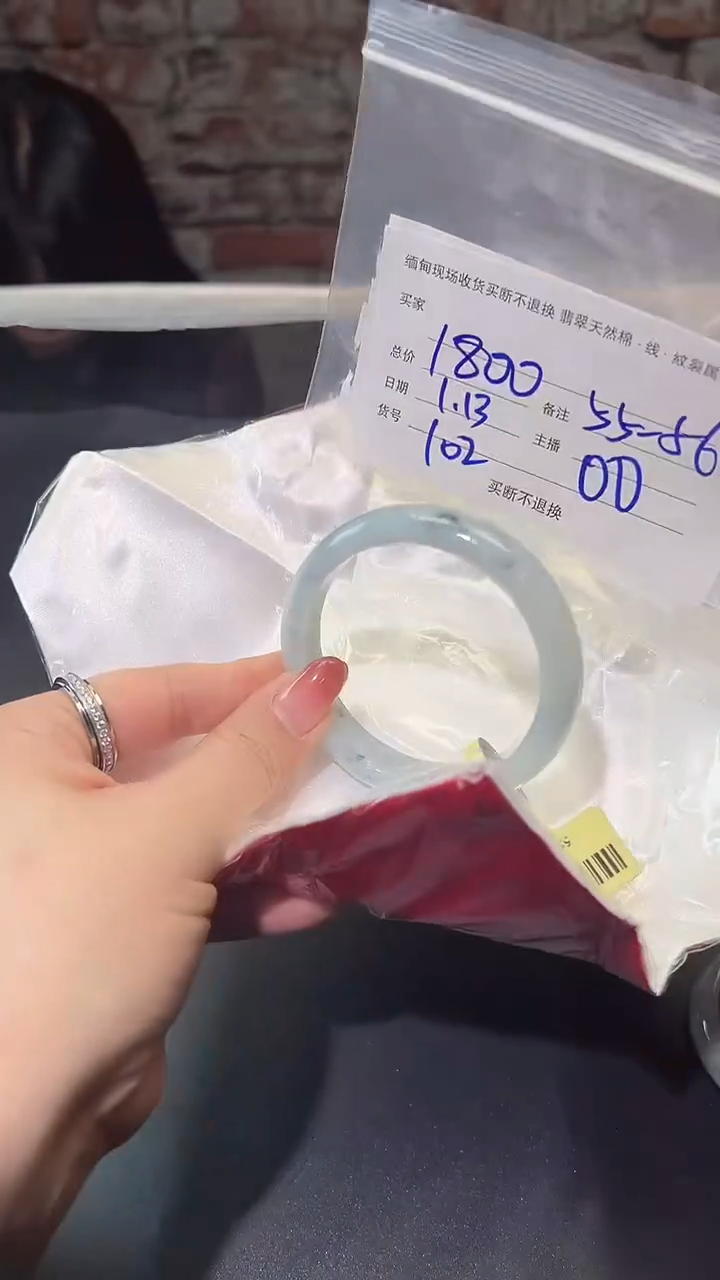 缅甸现场收货买断不退换 翡翠天然棉·线·紋裂属
买家
总价 1800 备注 55-56
日期 1.13 主播 OD
货号 102
买断不退换